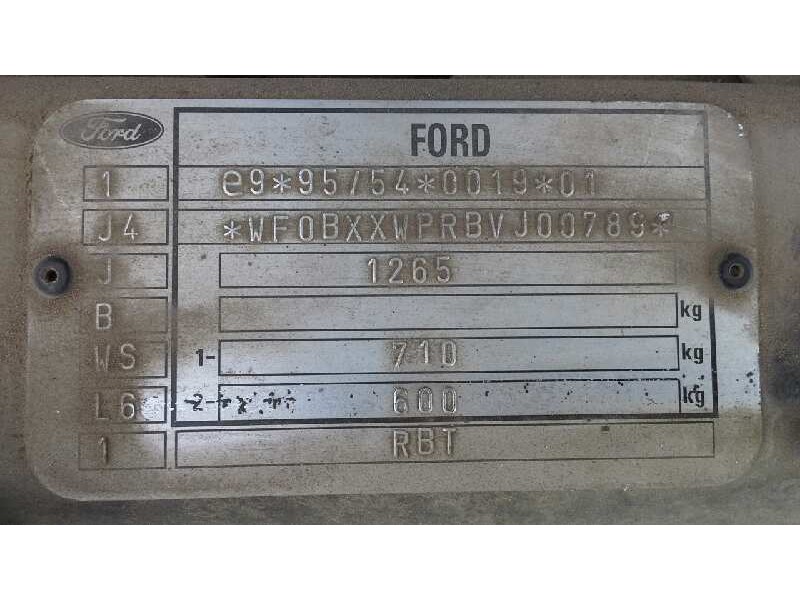 Ford FORD
1 e9*95/54*0019*01
J4 *WF0BXXWPRBVJ00789*
J 1265
B kg
WS 1- 710 kg
L6 2- 600 kg
1 RBT